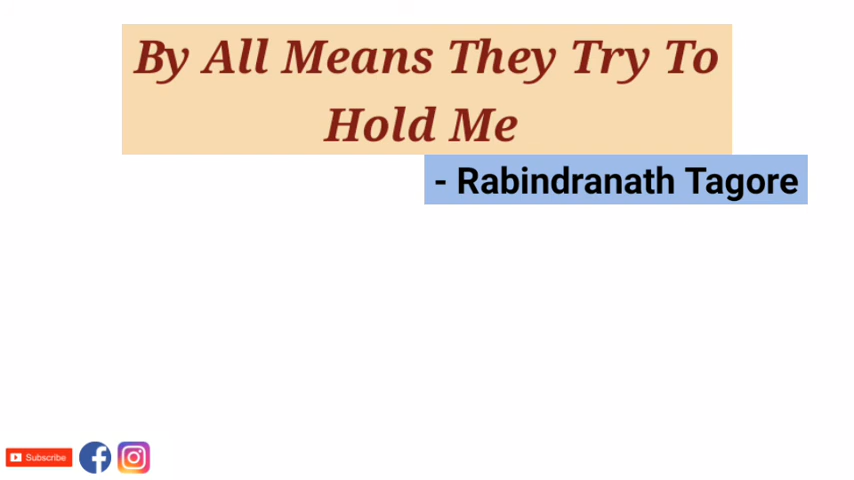 By All Means They Try To
Hold Me
- Rabindranath Tagore
Subscribe